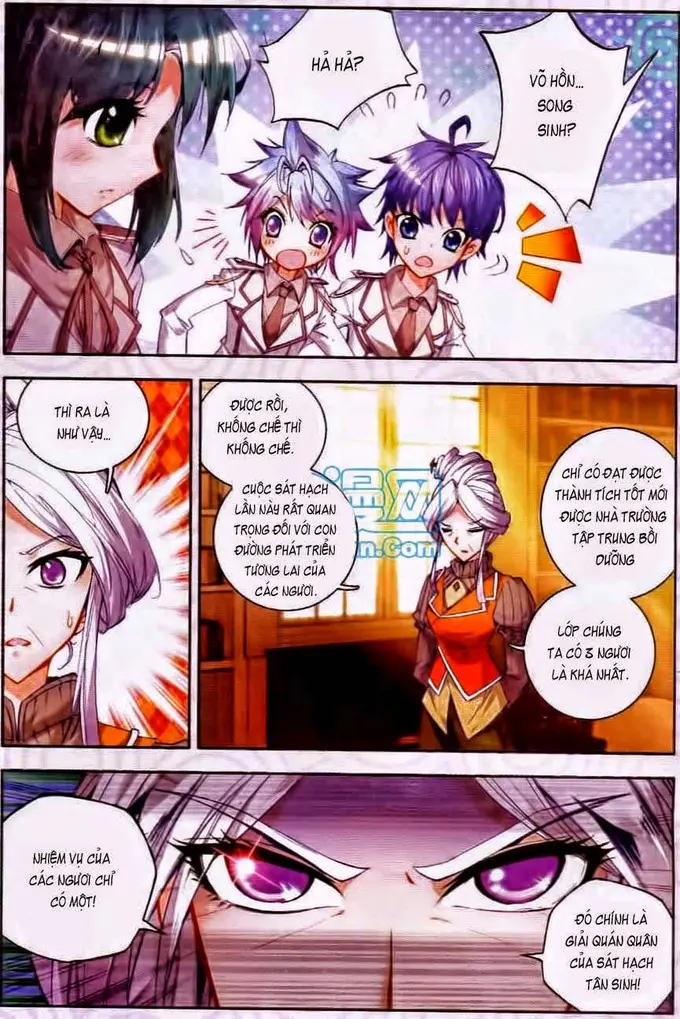 HẢ HẢ?
VÕ HỒN...
SONG
SINH?
THÌ RA LÀ
NHƯ VẬY...
ĐƯỢC RỒI,
KHỐNG CHẾ THÌ
KHỐNG CHẾ.
CUỘC SÁT HẠCH
LẦN NÀY RẤT QUAN
TRỌNG ĐỐI VỚI CON
ĐƯỜNG PHÁT TRIỂN
TƯƠNG LAI CỦA
CÁC NGƯƠI.
CHỈ CÓ ĐẠT ĐƯỢC
THÀNH TÍCH TỐT MỚI
ĐƯỢC NHÀ TRƯỜNG
TẬP TRUNG BỒI
DƯỠNG
LỚP CHÚNG
TA CÓ 3 NGƯƠI
LÀ KHÁ NHẤT.
漫网
n.Com
NHIỆM VỤ CỦA
CÁC NGƯƠI CHỈ
CÓ MỘT!
ĐÓ CHÍNH LÀ
GIẢI QUÁN QUÂN
CỦA SÁT HẠCH
TÂN SINH!